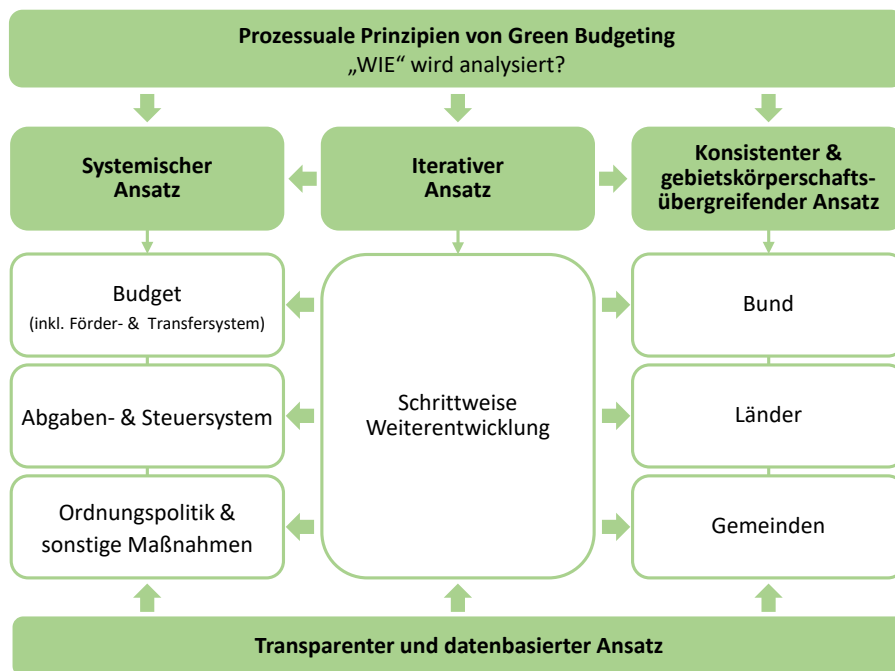 Prozessuale Prinzipien von Green Budgeting
„WIE“ wird analysiert?
Systemischer
Ansatz
Iterativer
Ansatz
Konsistenter &
gebietskörperschafts-
übergreifender Ansatz
Budget
(inkl. Förder- & Transfersystem)
Abgaben- & Steuersystem
Ordnungspolitik &
sonstige Maßnahmen
Schrittweise
Weiterentwicklung
Bund
Länder
Gemeinden
Transparenter und datenbasierter Ansatz